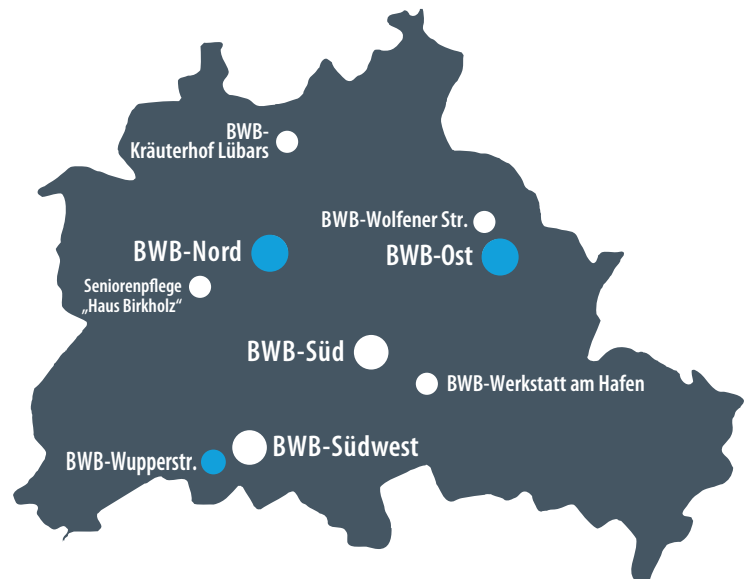 BWB-
Kräuterhof Lübars
BWB-Wolfener Str.
BWB-Nord
BWB-Ost
Seniorenpflege
„Haus Birkholz“
BWB-Süd
BWB-Werkstatt am Hafen
BWB-Südwest
BWB-Wupperstr.